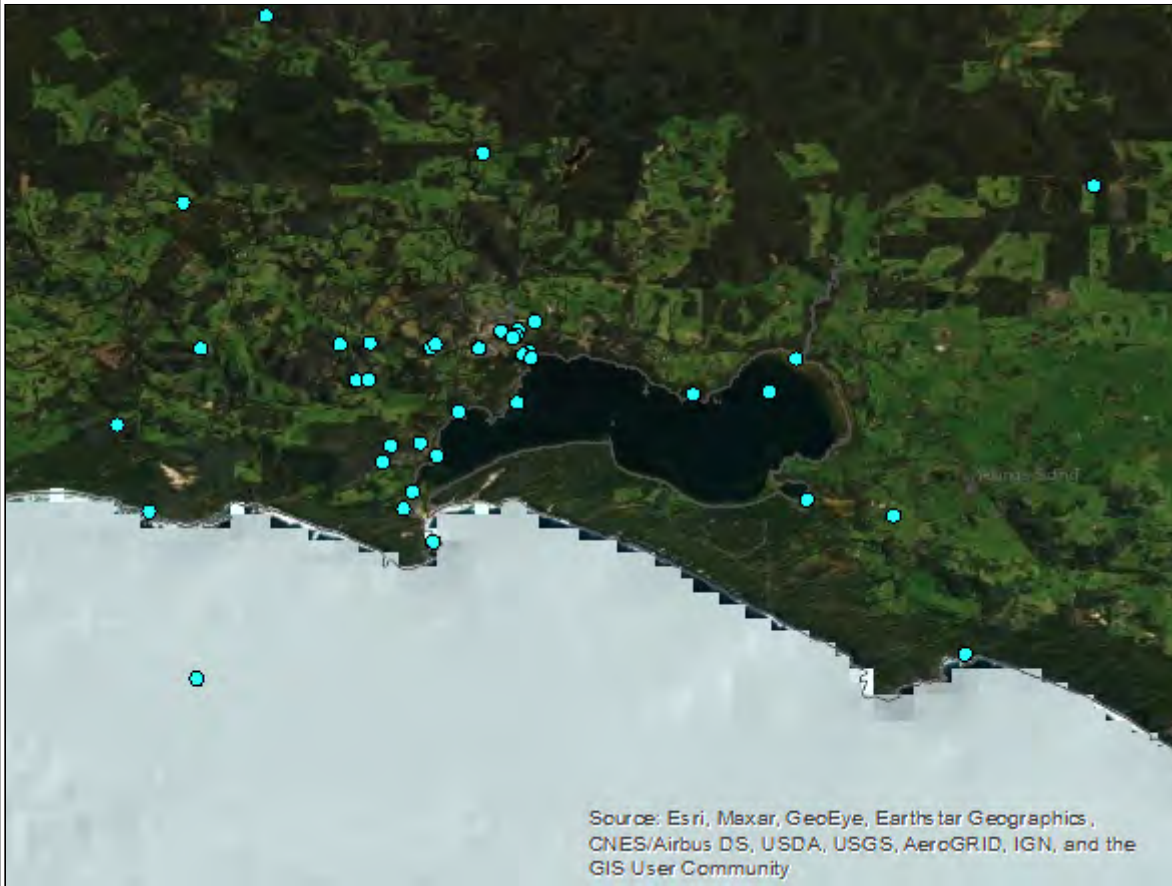 Source: Esri, Maxar, GeoEye, Earthstar Geographics,
CNES/Airbus DS, USDA, USGS, AeroGRID, IGN, and the
GIS User Community